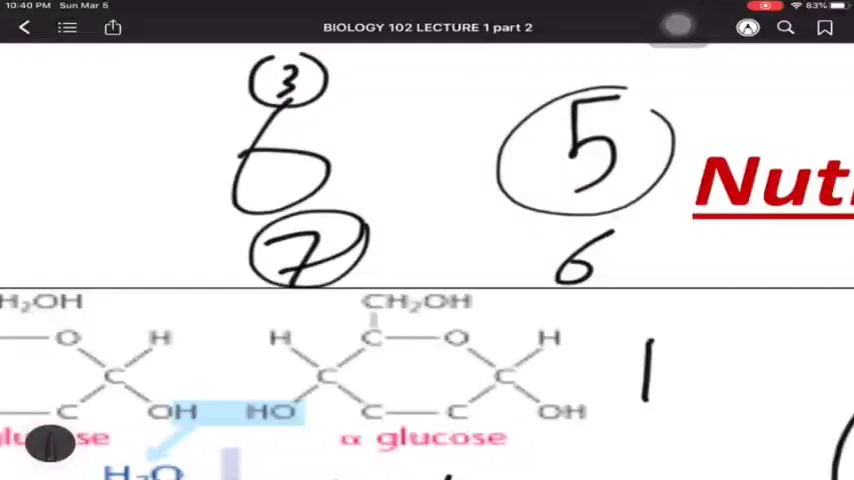 10:40 PM Sun Mar 5 83%
BIOLOGY 102 LECTURE 1 part 2
3
6 5
7 6
H₂OH CH₂OH
O H H C O H
C C C
C OH HO C C OH
α glucose
H₂O
1